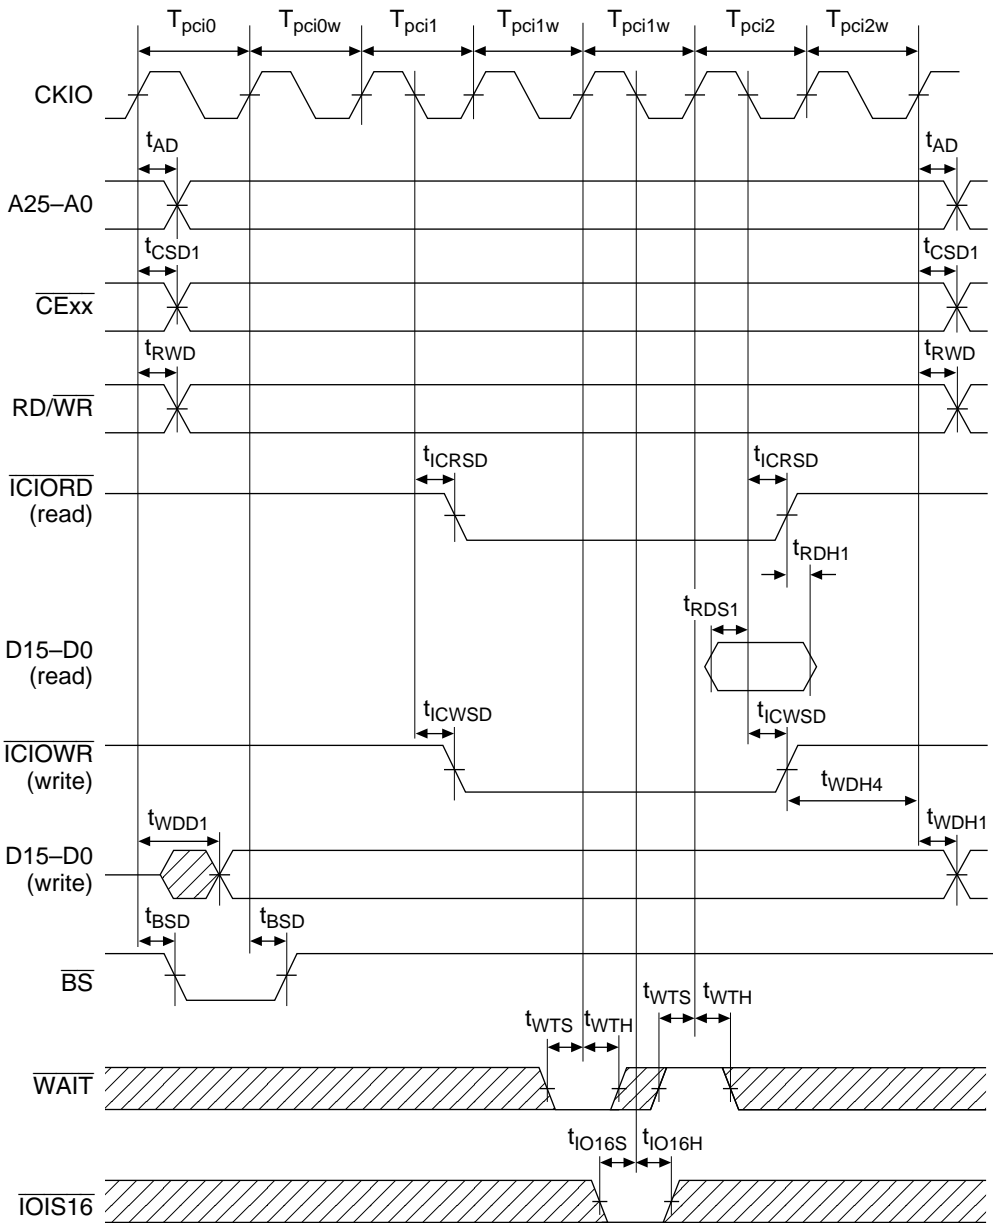 Tpci0 Tpci0w Tpci1 Tpci1w Tpci1w Tpci2 Tpci2w
CKIO
tAD tAD
A25–A0
tCSD1 tCSD1
CExx
tRWD tRWD
RD/WR
tICRSD tICRSD
ICIORD
(read)
tRDH1
tRDS1
D15–D0
(read)
tICWSD tICWSD
ICIOWR
(write)
tWDH4
tWDD1 tWDH1
D15–D0
(write)
tBSD tBSD
BS
tWTS tWTH
tWTS tWTH
WAIT
tIO16S tIO16H
IOIS16